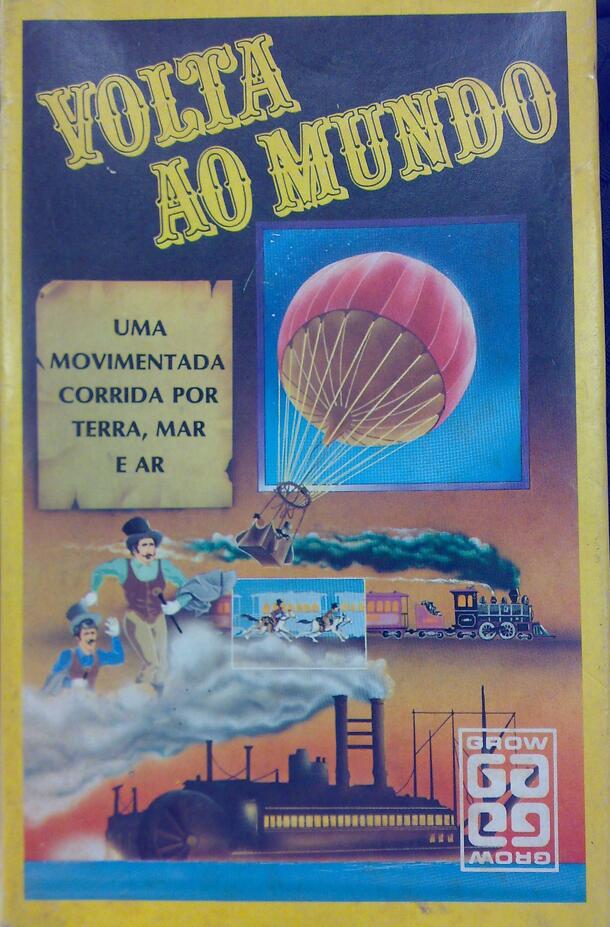 VOLTA
AO MUNDO
UMA
MOVIMENTADA
CORRIDA POR
TERRA, MAR
E AR
GROW
GROW